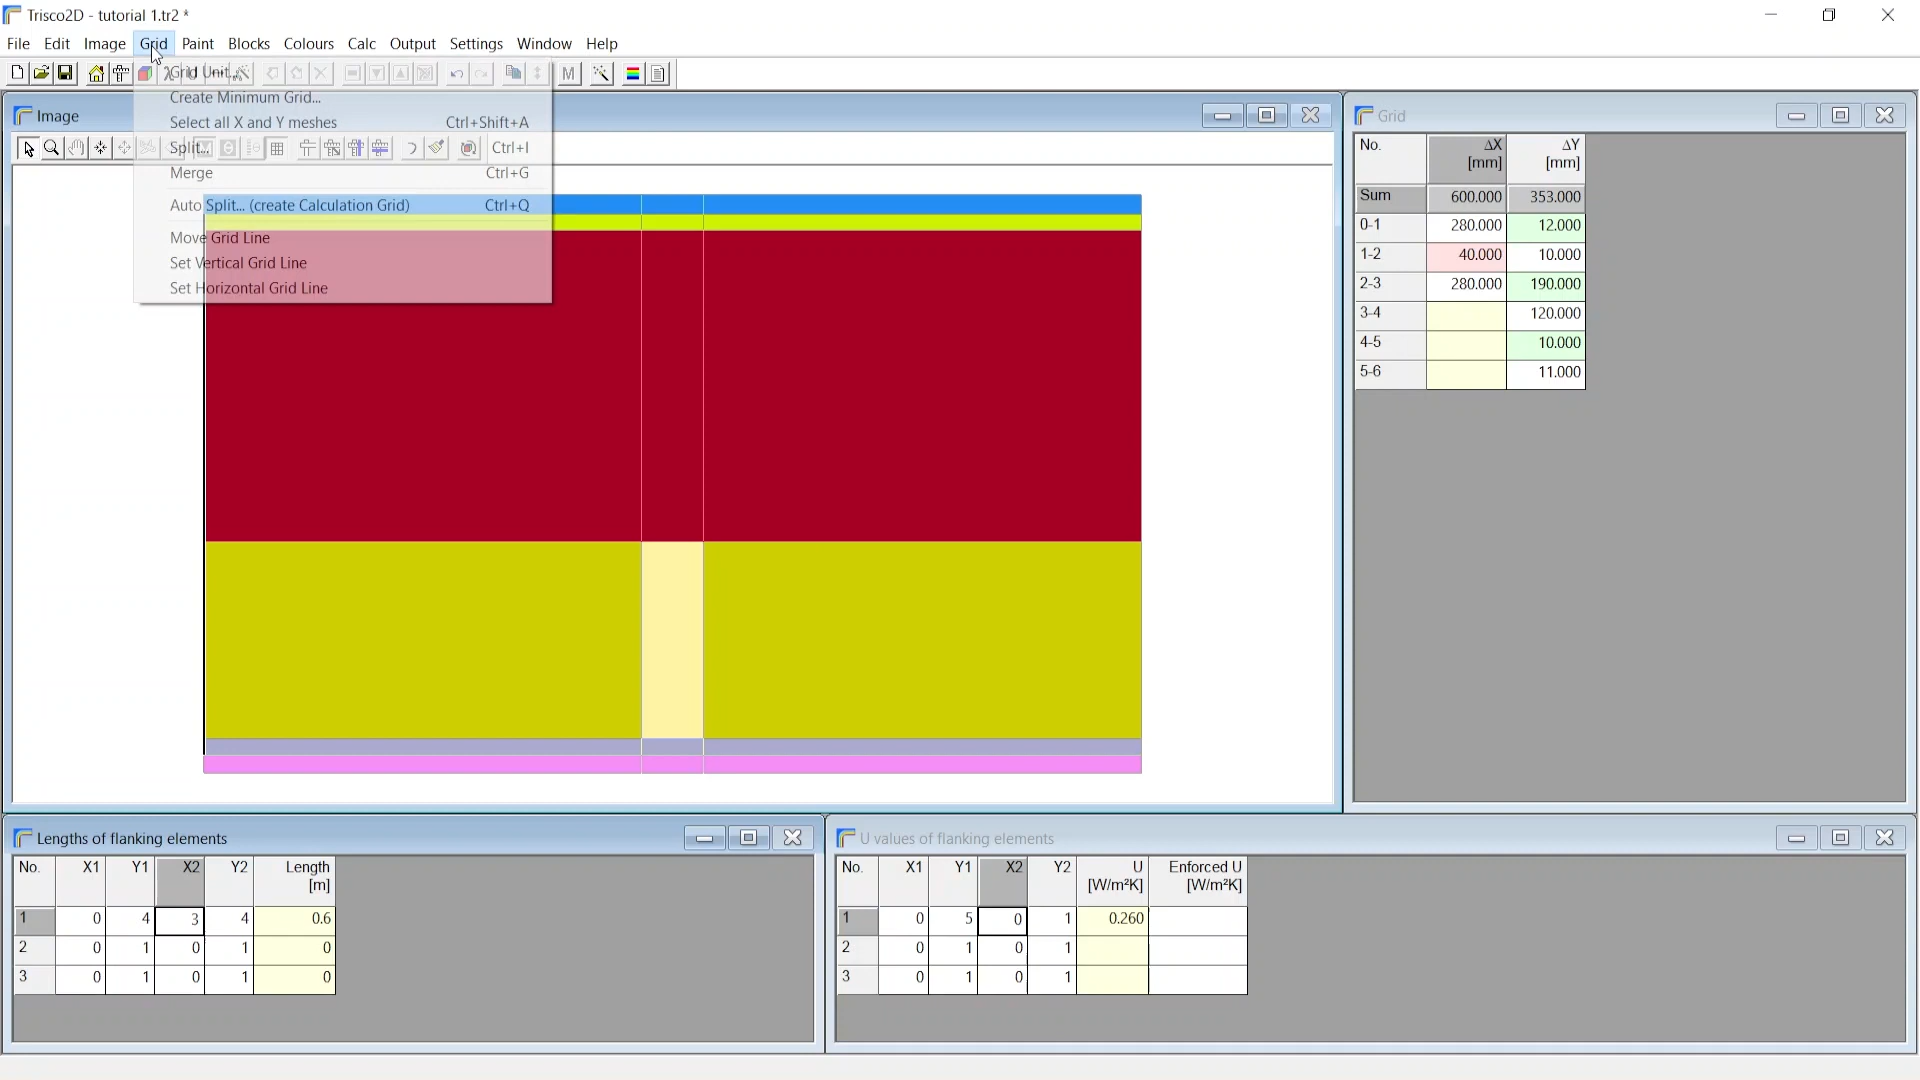 Trisco2D - tutorial 1.tr2 *
File Edit Image Grid Paint Blocks Colours Calc Output Settings Window Help
Grid Unit...
M
Create Minimum Grid...
Image
Grid
Select all X and Y meshes Ctrl+Shift+A
Split... Ctrl+I
Merge Ctrl+G
Auto Split... (create Calculation Grid) Ctrl+Q
Move Grid Line
Set Vertical Grid Line
Set Horizontal Grid Line
No. ΔX ΔY
[mm] [mm]
Sum 600.000 353.000
0-1 280.000 12.000
1-2 40.000 10.000
2-3 280.000 190.000
3-4 120.000
4-5 10.000
5-6 11.000
Lengths of flanking elements
No. X1 Y1 X2 Y2 Length
[m]
1 0 4 3 4 0.6
2 0 1 0 1 0
3 0 1 0 1 0
U values of flanking elements
No. X1 Y1 X2 Y2 U Enforced U
[W/m²K] [W/m²K]
1 0 5 0 1 0.260
2 0 1 0 1
3 0 1 0 1